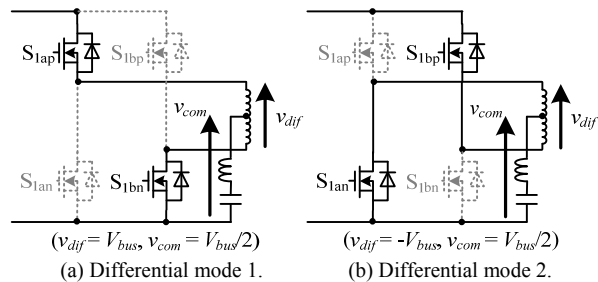 S1ap
S1bp
vcom
vdif
S1an
S1bn
(vdif = Vbus, vcom = Vbus/2)
(a) Differential mode 1.
S1ap
S1bp
vcom
vdif
S1an
S1bn
(vdif = -Vbus, vcom = Vbus/2)
(b) Differential mode 2.